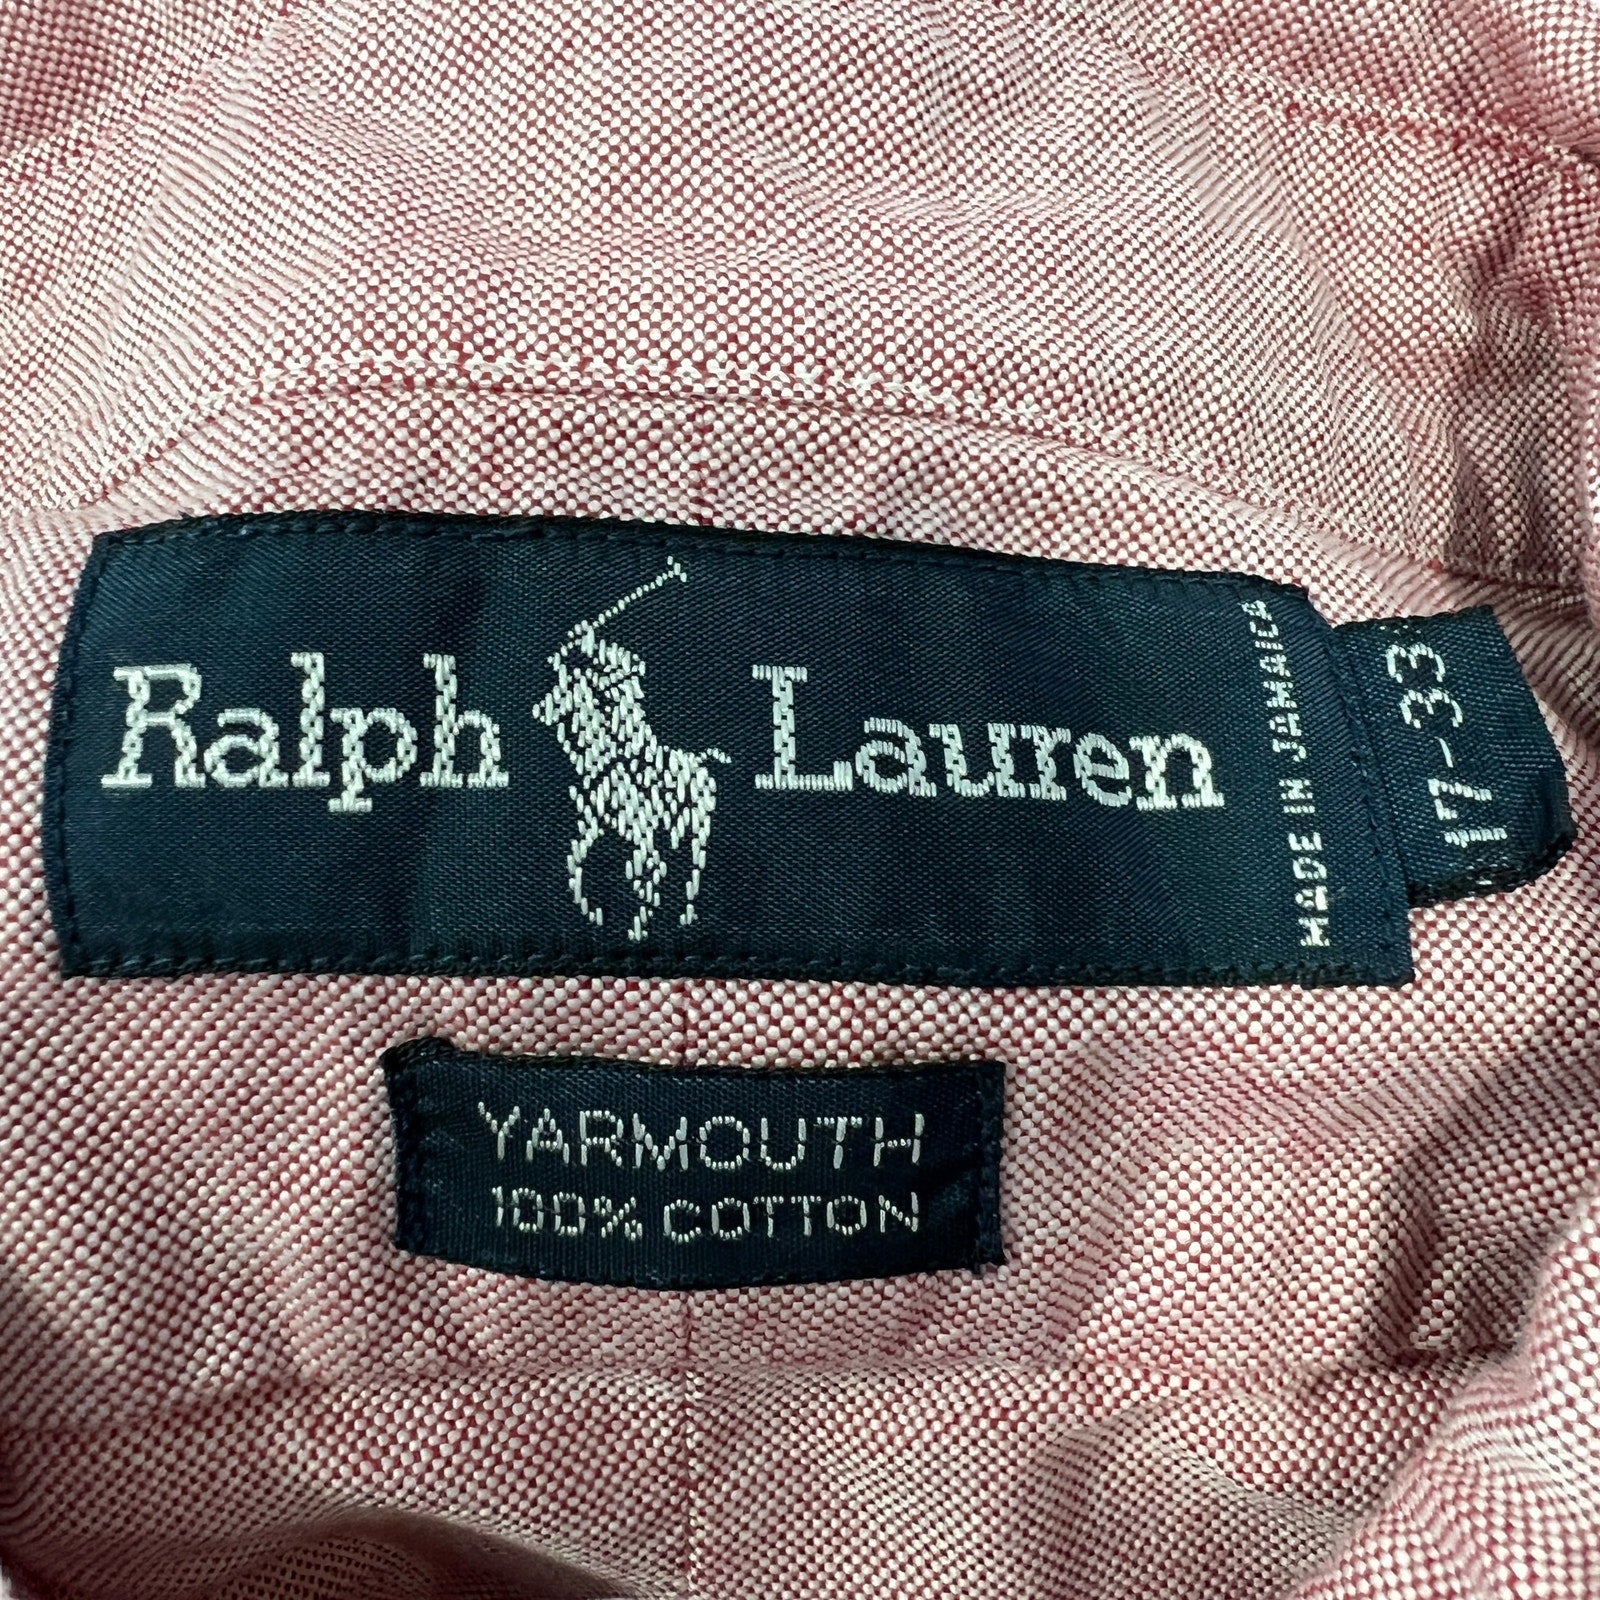 Ralph Lauren
MADE IN JAMAICA
17-33
YARMOUTH
100% COTTON